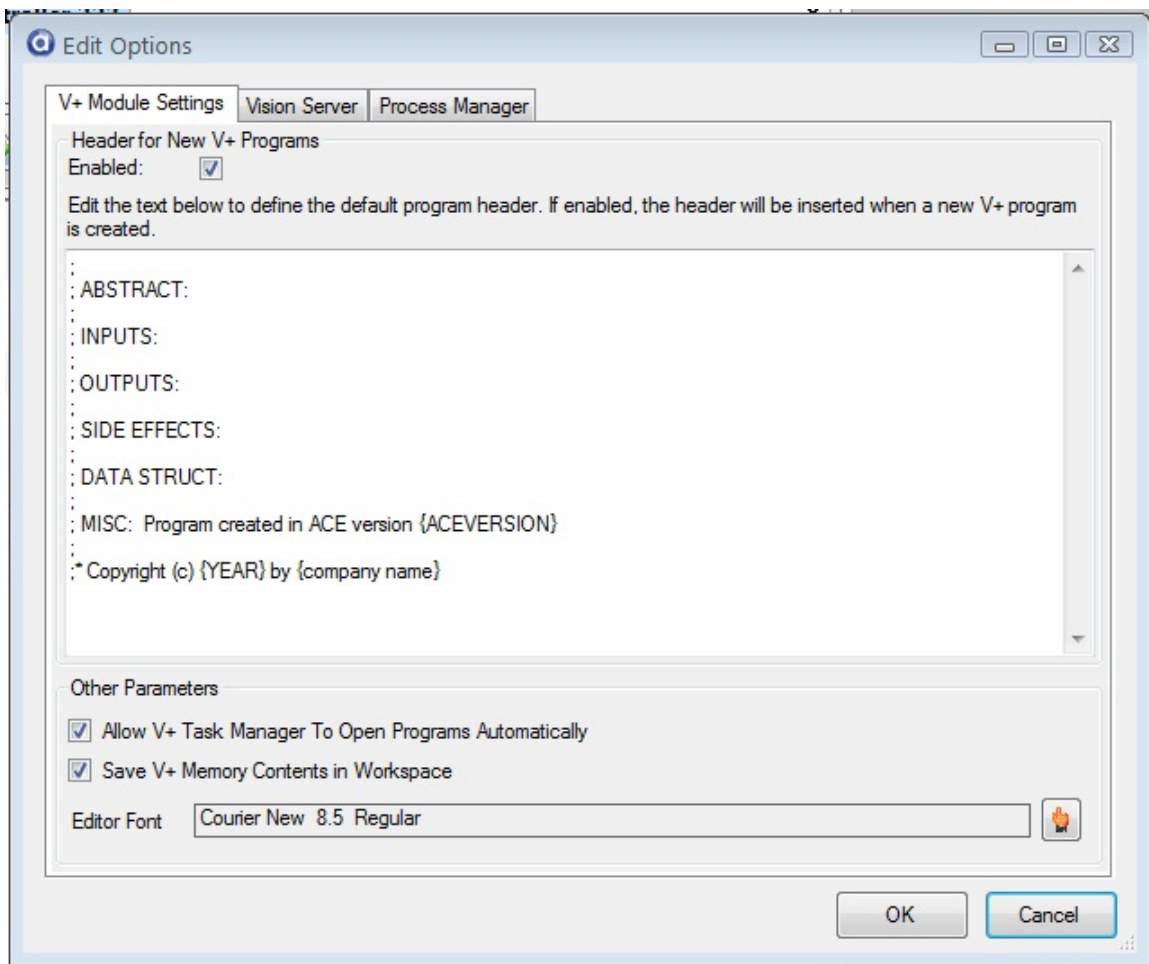 Edit Options
V+ Module Settings
Vision Server
Process Manager
Header for New V+ Programs
Enabled:
Edit the text below to define the default program header. If enabled, the header will be inserted when a new V+ program
is created.
;
; ABSTRACT:
;
; INPUTS:
;
; OUTPUTS:
;
; SIDE EFFECTS:
;
; DATA STRUCT:
;
; MISC:  Program created in ACE version {ACEVERSION}
;
;* Copyright (c) {YEAR} by {company name}
Other Parameters
Allow V+ Task Manager To Open Programs Automatically
Save V+ Memory Contents in Workspace
Editor Font
Courier New  8.5  Regular
OK
Cancel